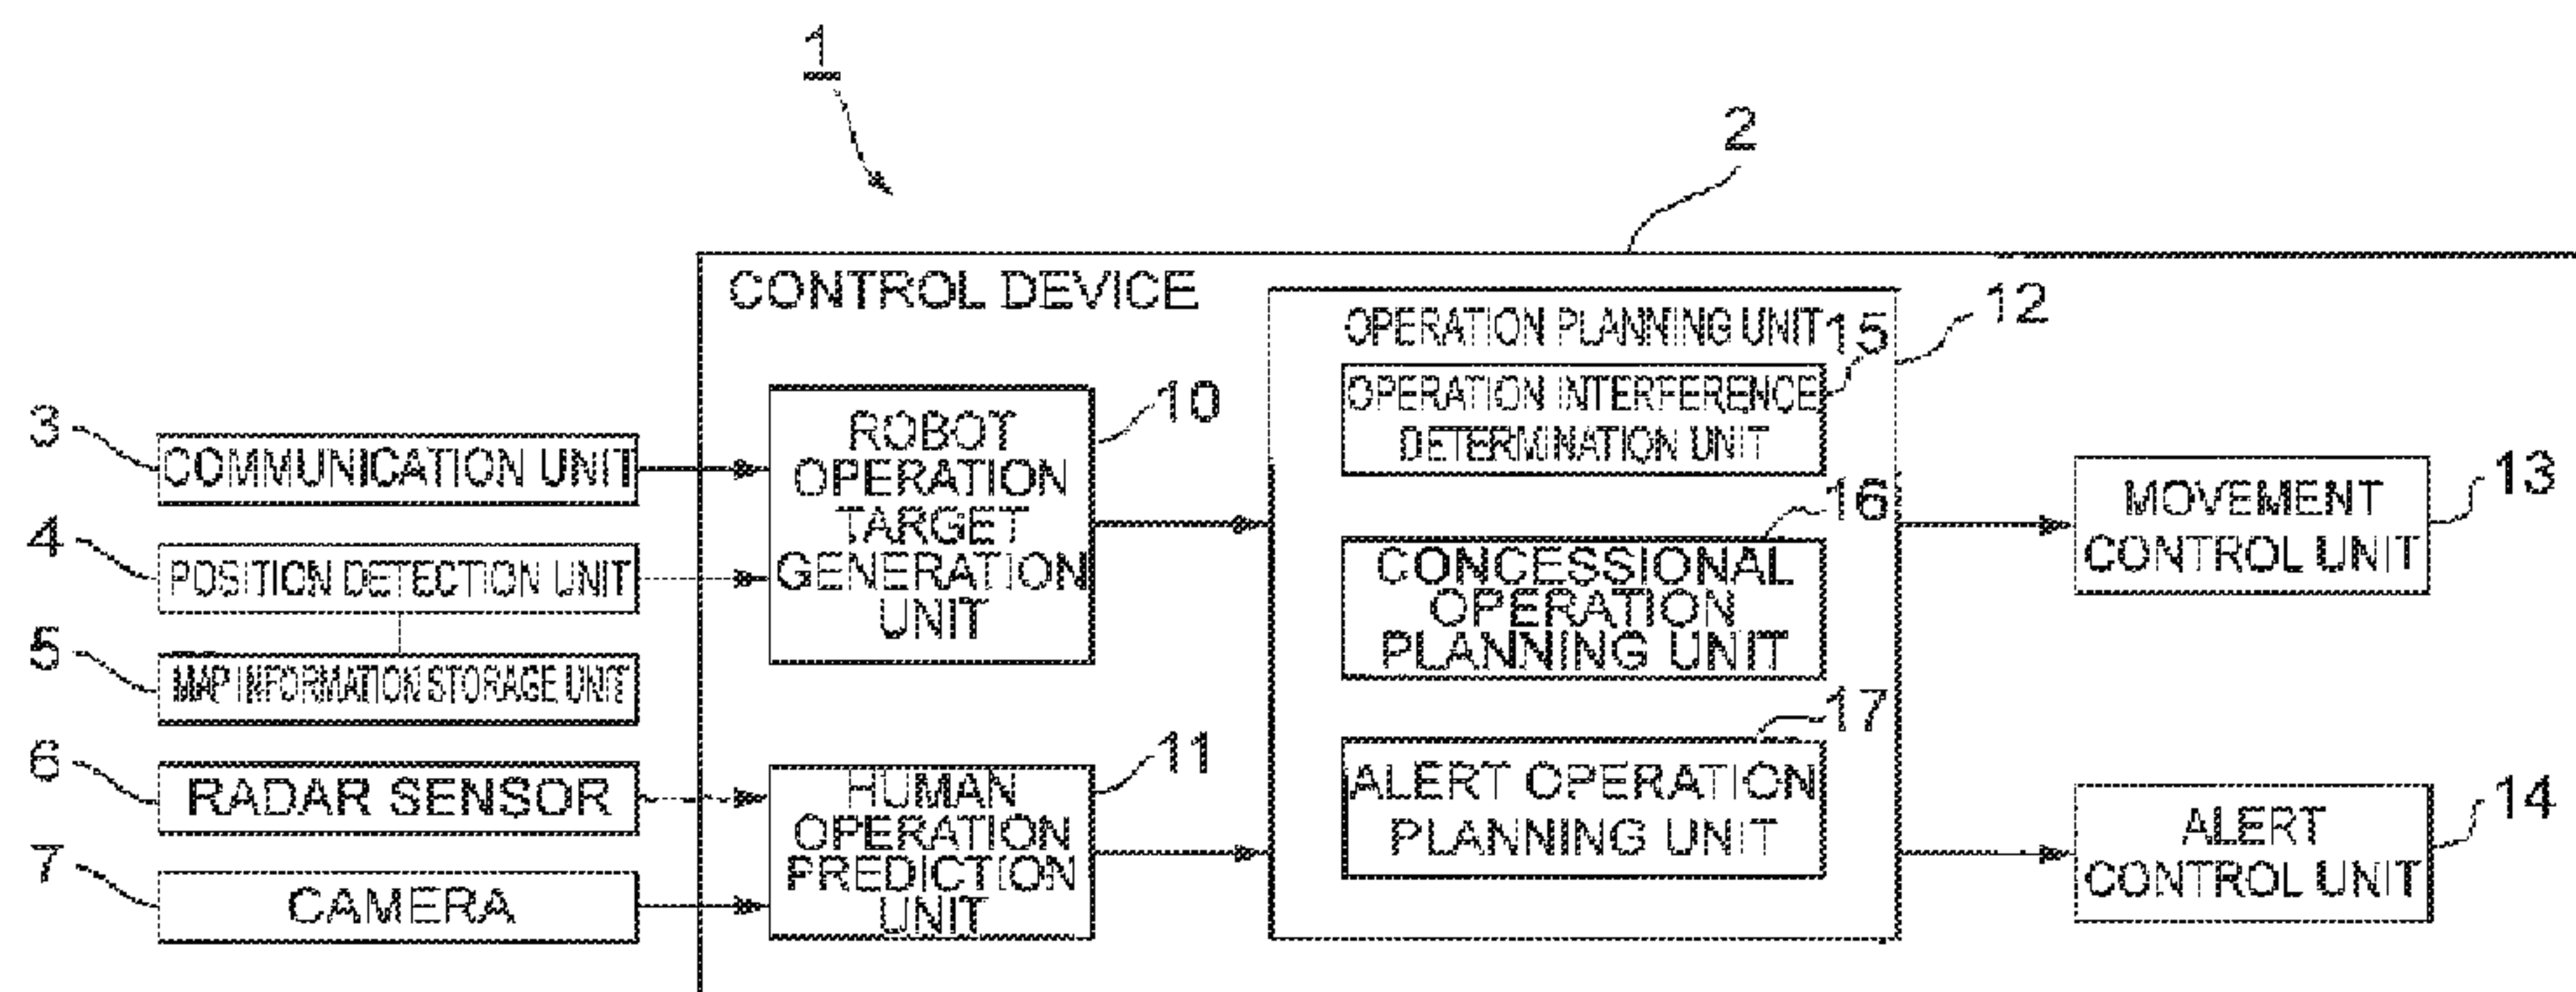 1
2
CONTROL DEVICE
12
OPERATION PLANNING UNIT
15
OPERATION INTERFERENCE
DETERMINATION UNIT
10
ROBOT
OPERATION
TARGET
GENERATION
UNIT
3
COMMUNICATION UNIT
4
POSITION DETECTION UNIT
5
MAP INFORMATION STORAGE UNIT
16
CONCESSIONAL
OPERATION
PLANNING UNIT
13
MOVEMENT
CONTROL UNIT
6
RADAR SENSOR
7
CAMERA
11
HUMAN
OPERATION
PREDICTION
UNIT
17
ALERT OPERATION
PLANNING UNIT
14
ALERT
CONTROL UNIT